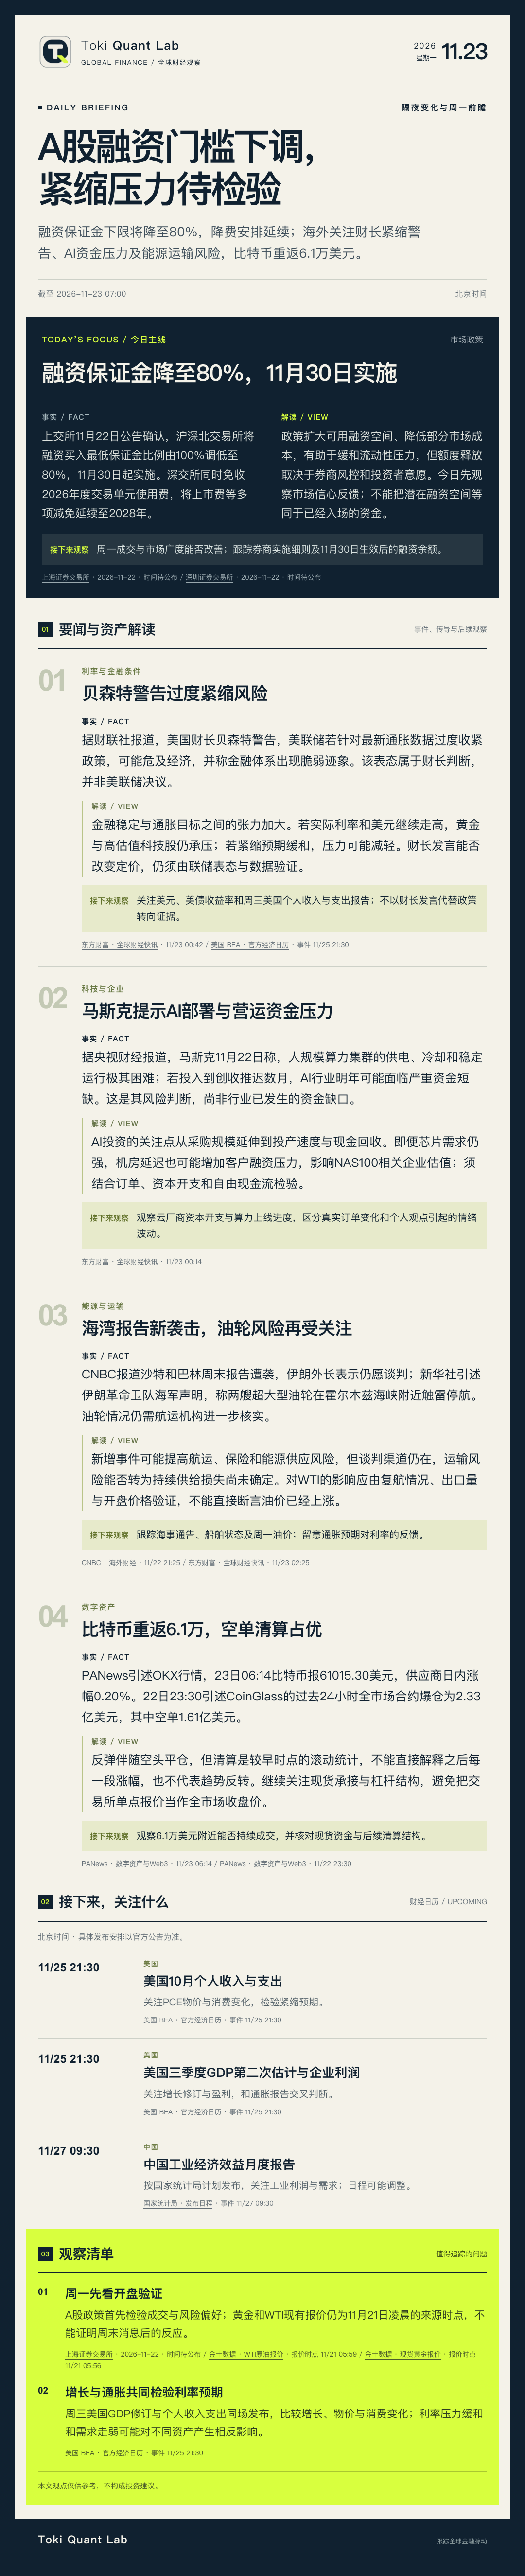 Toki Quant Lab
GLOBAL FINANCE / 全球财经观察
2026
星期一
11.23
DAILY BRIEFING
隔夜变化与周一前瞻
A股融资门槛下调，
紧缩压力待检验
融资保证金下限将降至80%，降费安排延续；海外关注财长紧缩警
告、AI资金压力及能源运输风险，比特币重返6.1万美元。
截至 2026-11-23 07:00
北京时间
TODAY'S FOCUS / 今日主线
市场政策
融资保证金降至80%，11月30日实施
事实 / FACT
上交所11月22日公告确认，沪深北交易所将
融资买入最低保证金比例由100%调低至
80%，11月30日起实施。深交所同时免收
2026年度交易单元使用费，将上市费等多
项减免延续至2028年。
解读 / VIEW
政策扩大可用融资空间、降低部分市场成
本，有助于缓和流动性压力，但额度释放
取决于券商风控和投资者意愿。今日先观
察市场信心反馈；不能把潜在融资空间等
同于已经入场的资金。
接下来观察 周一成交与市场广度能否改善；跟踪券商实施细则及11月30日生效后的融资余额。
上海证券交易所 · 2026-11-22 · 时间待公布 / 深圳证券交易所 · 2026-11-22 · 时间待公布
01 要闻与资产解读
事件、传导与后续观察
01
利率与金融条件
贝森特警告过度紧缩风险
事实 / FACT
据财联社报道，美国财长贝森特警告，美联储若针对最新通胀数据过度收紧
政策，可能危及经济，并称金融体系出现脆弱迹象。该表态属于财长判断，
并非美联储决议。
解读 / VIEW
金融稳定与通胀目标之间的张力加大。若实际利率和美元继续走高，黄金
与高估值科技股仍承压；若紧缩预期缓和，压力可能减轻。财长发言能否
改变定价，仍须由联储表态与数据验证。
接下来观察 关注美元、美债收益率和周三美国个人收入与支出报告；不以财长发言代替政策
转向证据。
东方财富 · 全球财经快讯 · 11/23 00:42 / 美国 BEA · 官方经济日历 · 事件 11/25 21:30
02
科技与企业
马斯克提示AI部署与营运资金压力
事实 / FACT
据央视财经报道，马斯克11月22日称，大规模算力集群的供电、冷却和稳定
运行极其困难；若投入到创收推迟数月，AI行业明年可能面临严重资金短
缺。这是其风险判断，尚非行业已发生的资金缺口。
解读 / VIEW
AI投资的关注点从采购规模延伸到投产速度与现金回收。即便芯片需求仍
强，机房延迟也可能增加客户融资压力，影响NAS100相关企业估值；须
结合订单、资本开支和自由现金流检验。
接下来观察 观察云厂商资本开支与算力上线进度，区分真实订单变化和个人观点引起的情绪
波动。
东方财富 · 全球财经快讯 · 11/23 00:14
03
能源与运输
海湾报告新袭击，油轮风险再受关注
事实 / FACT
CNBC报道沙特和巴林周末报告遭袭，伊朗外长表示仍愿谈判；新华社引述
伊朗革命卫队海军声明，称两艘超大型油轮在霍尔木兹海峡附近触雷停航。
油轮情况仍需航运机构进一步核实。
解读 / VIEW
新增事件可能提高航运、保险和能源供应风险，但谈判渠道仍在，运输风
险能否转为持续供给损失尚未确定。对WTI的影响应由复航情况、出口量
与开盘价格验证，不能直接断言油价已经上涨。
接下来观察 跟踪海事通告、船舶状态及周一油价；留意通胀预期对利率的反馈。
CNBC · 海外财经 · 11/22 21:25 / 东方财富 · 全球财经快讯 · 11/23 02:25
04
数字资产
比特币重返6.1万，空单清算占优
事实 / FACT
PANews引述OKX行情，23日06:14比特币报61015.30美元，供应商日内涨
幅0.20%。22日23:30引述CoinGlass的过去24小时全市场合约爆仓为2.33
亿美元，其中空单1.61亿美元。
解读 / VIEW
反弹伴随空头平仓，但清算是较早时点的滚动统计，不能直接解释之后每
一段涨幅，也不代表趋势反转。继续关注现货承接与杠杆结构，避免把交
易所单点报价当作全市场收盘价。
接下来观察 观察6.1万美元附近能否持续成交，并核对现货资金与后续清算结构。
PANews · 数字资产与Web3 · 11/23 06:14 / PANews · 数字资产与Web3 · 11/22 23:30
02 接下来，关注什么
财经日历 / UPCOMING
北京时间 · 具体发布安排以官方公告为准。
11/25 21:30
美国
美国10月个人收入与支出
关注PCE物价与消费变化，检验紧缩预期。
美国 BEA · 官方经济日历 · 事件 11/25 21:30
11/25 21:30
美国
美国三季度GDP第二次估计与企业利润
关注增长修订与盈利，和通胀报告交叉判断。
美国 BEA · 官方经济日历 · 事件 11/25 21:30
11/27 09:30
中国
中国工业经济效益月度报告
按国家统计局计划发布，关注工业利润与需求；日程可能调整。
国家统计局 · 发布日程 · 事件 11/27 09:30
03 观察清单
值得追踪的问题
01
周一先看开盘验证
A股政策首先检验成交与风险偏好；黄金和WTI现有报价仍为11月21日凌晨的来源时点，不
能证明周末消息后的反应。
上海证券交易所 · 2026-11-22 · 时间待公布 / 金十数据 · WTI原油报价 · 报价时点 11/21 05:59 / 金十数据 · 现货黄金报价 · 报价时点
11/21 05:56
02
增长与通胀共同检验利率预期
周三美国GDP修订与个人收入支出同场发布，比较增长、物价与消费变化；利率压力缓和
和需求走弱可能对不同资产产生相反影响。
美国 BEA · 官方经济日历 · 事件 11/25 21:30
本文观点仅供参考，不构成投资建议。
Toki Quant Lab
跟踪全球金融脉动